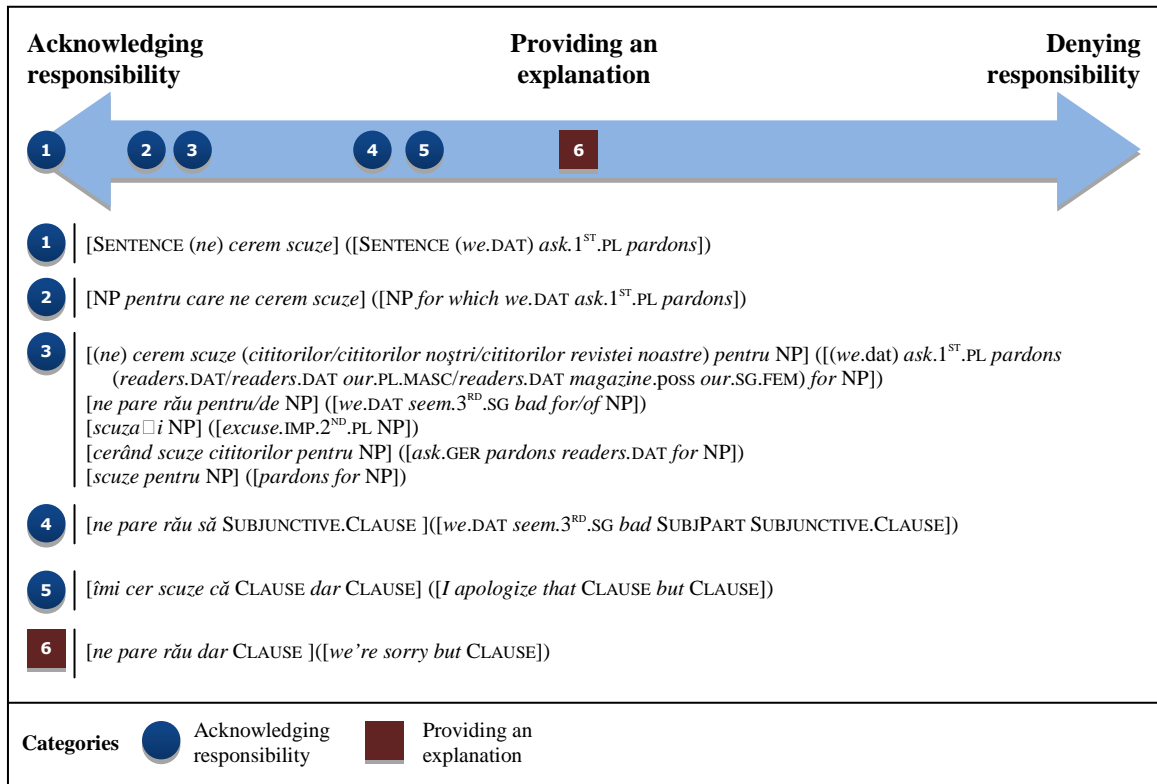 Acknowledging responsibility
Providing an explanation
Denying responsibility
1 2 3 4 5 6
1 [SENTENCE (ne) cerem scuze] ([SENTENCE (we.DAT) ask.1ST.PL pardons])
2 [NP pentru care ne cerem scuze] ([NP for which we.DAT ask.1ST.PL pardons])
3 [(ne) cerem scuze (cititorilor/cititorilor noştri/cititorilor revistei noastre) pentru NP] ([(we.dat) ask.1ST.PL pardons
(readers.DAT/readers.DAT our.PL.MASC/readers.DAT magazine.poss our.SG.FEM) for NP])
[ne pare rău pentru/de NP] ([we.DAT seem.3RD.SG bad for/of NP])
[scuza□i NP] ([excuse.IMP.2ND.PL NP])
[cerând scuze cititorilor pentru NP] ([ask.GER pardons readers.DAT for NP])
[scuze pentru NP] ([pardons for NP])
4 [ne pare rău să SUBJUNCTIVE.CLAUSE ]([we.DAT seem.3RD.SG bad SUBJPART SUBJUNCTIVE.CLAUSE])
5 [îmi cer scuze că CLAUSE dar CLAUSE] ([I apologize that CLAUSE but CLAUSE])
6 [ne pare rău dar CLAUSE ]([we're sorry but CLAUSE])
Categories
Acknowledging responsibility
Providing an explanation